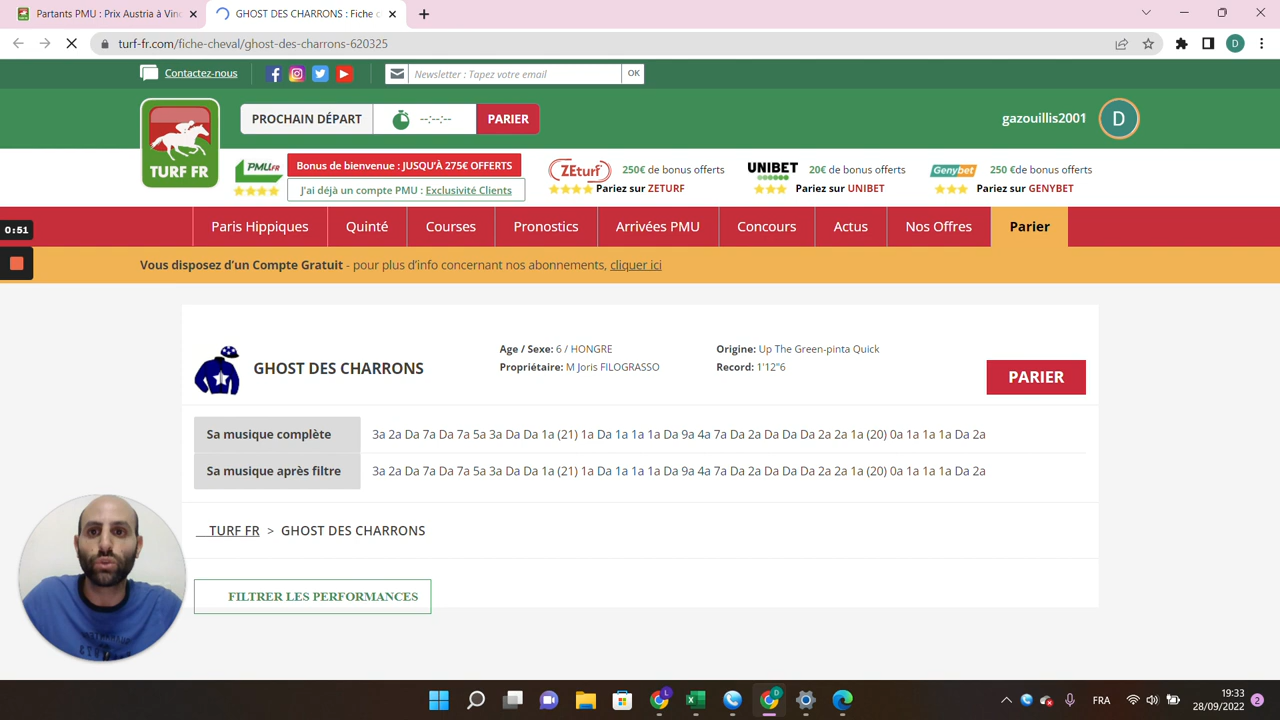 Partants PMU : Prix Austria à Vinc
GHOST DES CHARRONS : Fiche c
turf-fr.com/fiche-cheval/ghost-des-charrons-620325
D
Contactez-nous
Newsletter : Tapez votre email
OK
TURF FR
PROCHAIN DÉPART
--:--:--
PARIER
gazouillis2001
D
PMU.FR
Bonus de bienvenue : JUSQU'À 275€ OFFERTS
J'ai déjà un compte PMU : Exclusivité Clients
ZEturf
250€ de bonus offerts
Pariez sur ZETURF
UNIBET
20€ de bonus offerts
Pariez sur UNIBET
Genybet
250 €de bonus offerts
Pariez sur GENYBET
0:51
Paris Hippiques
Quinté
Courses
Pronostics
Arrivées PMU
Concours
Actus
Nos Offres
Parier
Vous disposez d'un Compte Gratuit - pour plus d'info concernant nos abonnements, cliquer ici
GHOST DES CHARRONS
Age / Sexe: 6 / HONGRE
Propriétaire: M Joris FILOGRASSO
Origine: Up The Green-pinta Quick
Record: 1'12"6
PARIER
Sa musique complète
3a 2a Da 7a Da 7a 5a 3a Da Da 1a (21) 1a Da 1a 1a 1a Da 9a 4a 7a Da 2a Da Da Da 2a 2a 1a (20) 0a 1a 1a 1a Da 2a
Sa musique après filtre
3a 2a Da 7a Da 7a 5a 3a Da Da 1a (21) 1a Da 1a 1a 1a Da 9a 4a 7a Da 2a Da Da Da 2a 2a 1a (20) 0a 1a 1a 1a Da 2a
TURF FR > GHOST DES CHARRONS
FILTRER LES PERFORMANCES
L
D
FRA
19:33
28/09/2022
2